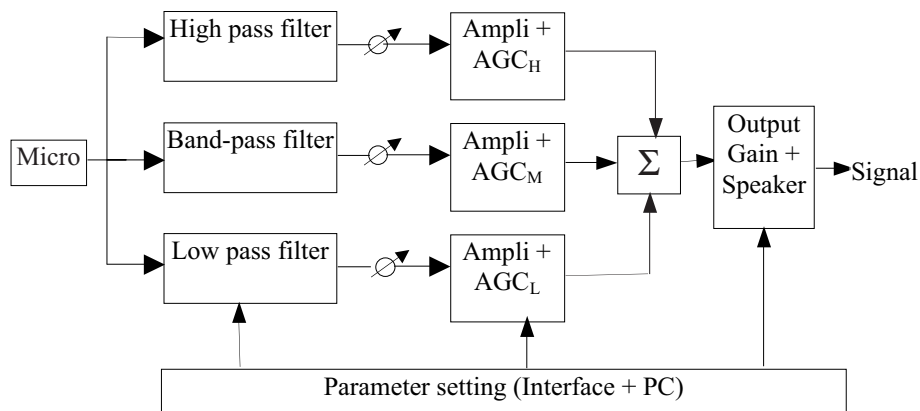 High pass filter
Ampli +
AGC_H
Micro
Band-pass filter
Ampli +
AGC_M
Σ
Output
Gain +
Speaker
Signal
Low pass filter
Ampli +
AGC_L
Parameter setting (Interface + PC)